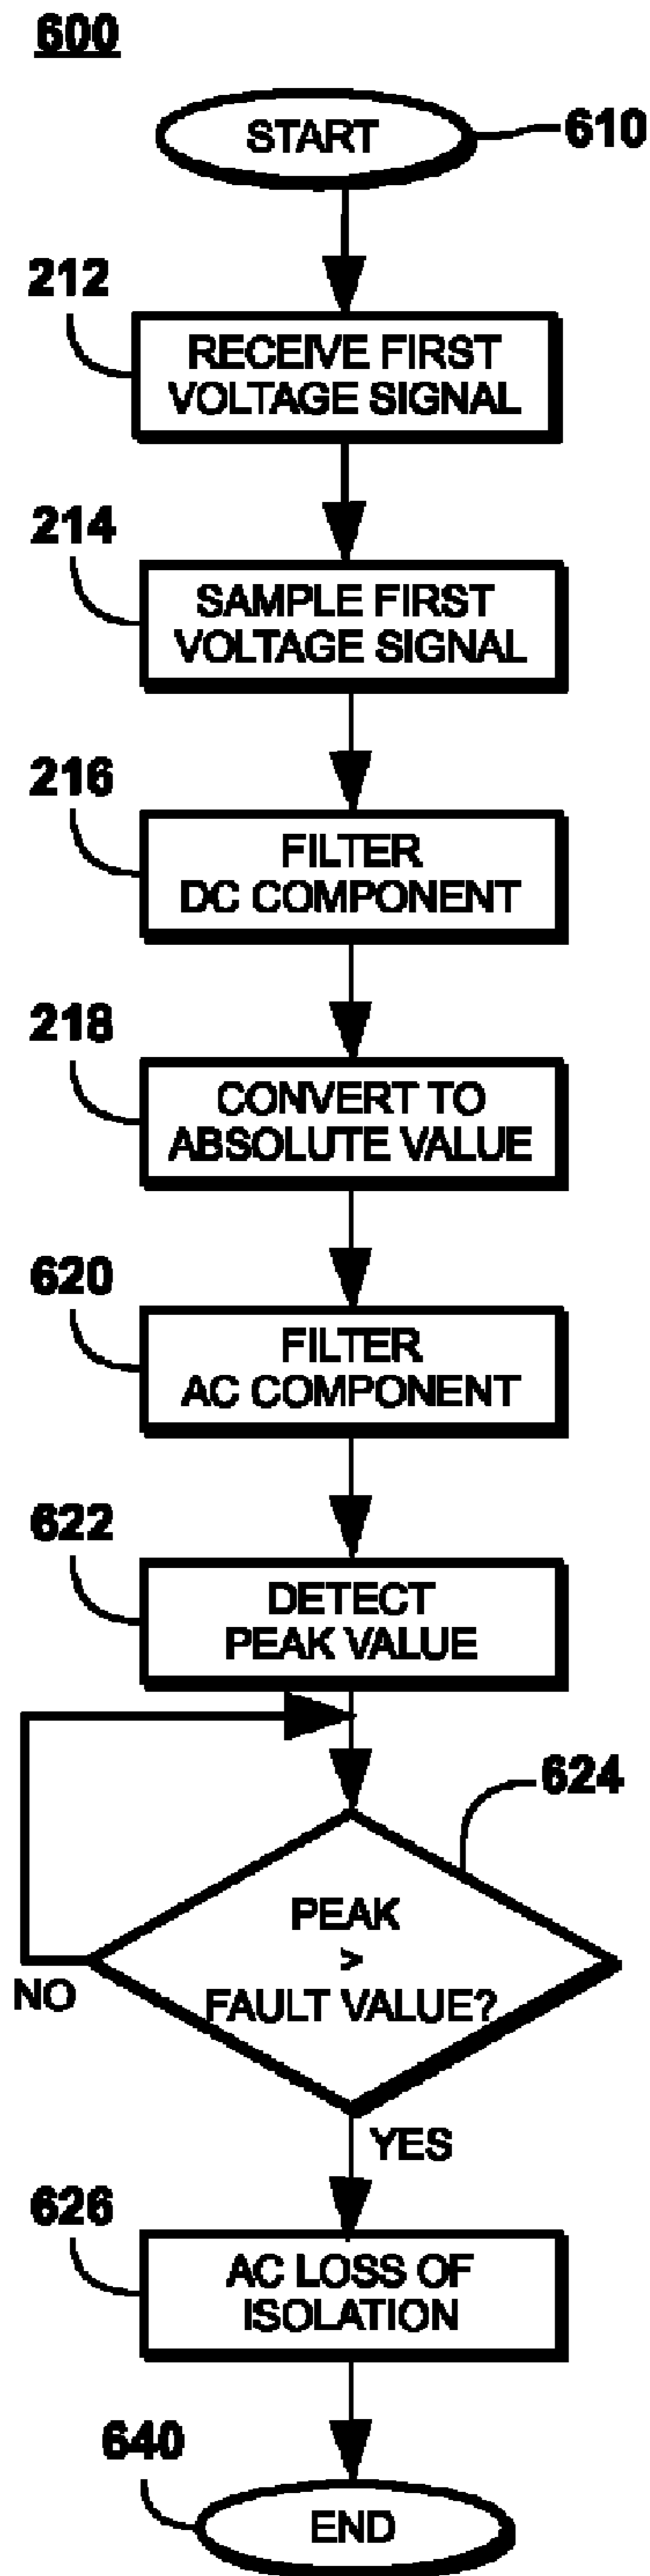 600
START
610
212
RECEIVE FIRST
VOLTAGE SIGNAL
214
SAMPLE FIRST
VOLTAGE SIGNAL
216
FILTER
DC COMPONENT
218
CONVERT TO
ABSOLUTE VALUE
620
FILTER
AC COMPONENT
622
DETECT
PEAK VALUE
624
PEAK
>
FAULT VALUE?
NO
YES
626
AC LOSS OF
ISOLATION
640
END